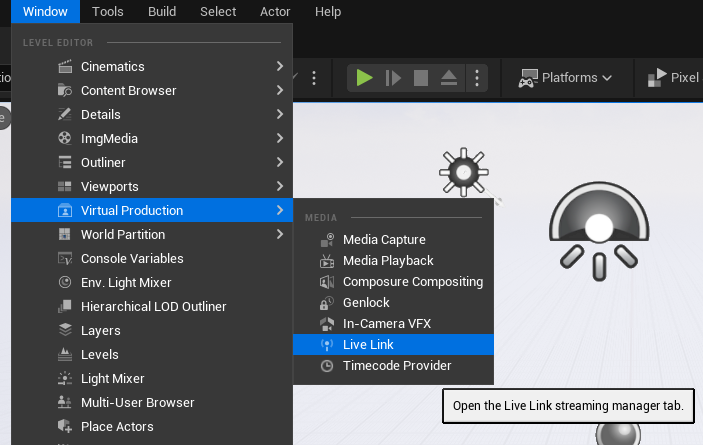 Window Tools Build Select Actor Help
LEVEL EDITOR
Cinematics
Content Browser
Details
ImgMedia
Outliner
Viewports
Virtual Production
World Partition
Console Variables
Env. Light Mixer
Hierarchical LOD Outliner
Layers
Levels
Light Mixer
Multi-User Browser
Place Actors
Platforms
Pixel
MEDIA
Media Capture
Media Playback
Composure Compositing
Genlock
In-Camera VFX
Live Link
Timecode Provider
Open the Live Link streaming manager tab.